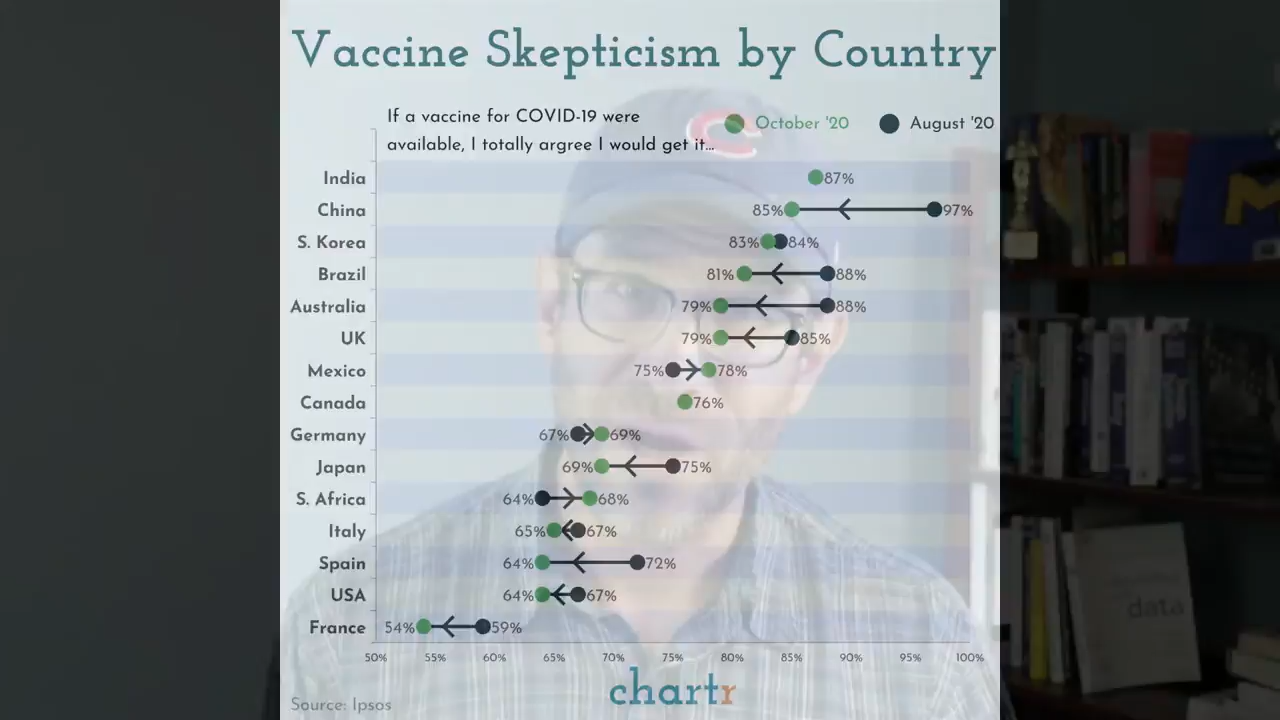 Vaccine Skepticism by Country
If a vaccine for COVID-19 were
available, I totally argree I would get it...
October '20
August '20
India 87%
China 85% 97%
S. Korea 83% 84%
Brazil 81% 88%
Australia 79% 88%
UK 79% 85%
Mexico 75% 78%
Canada 76%
Germany 67% 69%
Japan 69% 75%
S. Africa 64% 68%
Italy 65% 67%
Spain 64% 72%
USA 64% 67%
France 54% 59%
50% 55% 60% 65% 70% 75% 80% 85% 90% 95% 100%
chartr
Source: Ipsos
C
data